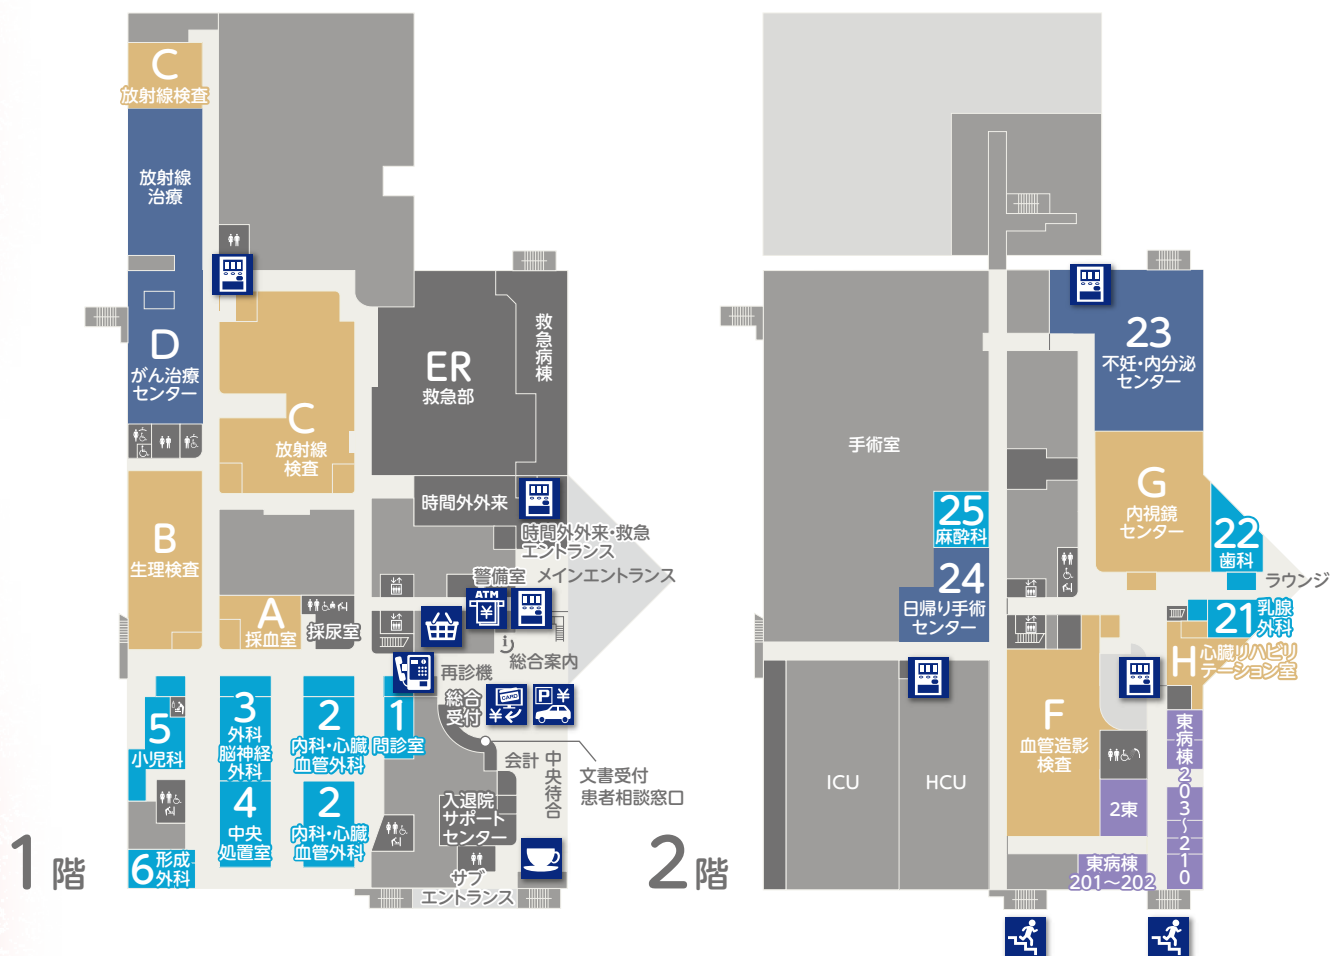 C
放射線検査
放射線
治療
D
がん治療
センター
C
放射線
検査
ER
救急部
救急病棟
時間外外来
時間外外来・救急
エントランス
B
生理検査
A
採血室
採尿室
警備室
メインエントランス
ATM
¥
総合案内
再診機
総合
受付
CARD
¥
P¥
5
小児科
3
外科
脳神経
外科
2
内科・心臓
血管外科
1
問診室
会計
中央待合
文書受付
患者相談窓口
4
中央
処置室
2
内科・心臓
血管外科
入退院
サポート
センター
6
形成
外科
サブ
エントランス
1階
23
不妊・内分泌
センター
手術室
G
内視鏡
センター
25
麻酔科
22
歯科
ラウンジ
24
日帰り手術
センター
21
乳腺
外科
H
心臓リハビリ
テーション室
F
血管造影
検査
ICU
HCU
2東
東病棟203〜210
東病棟
201〜202
2階